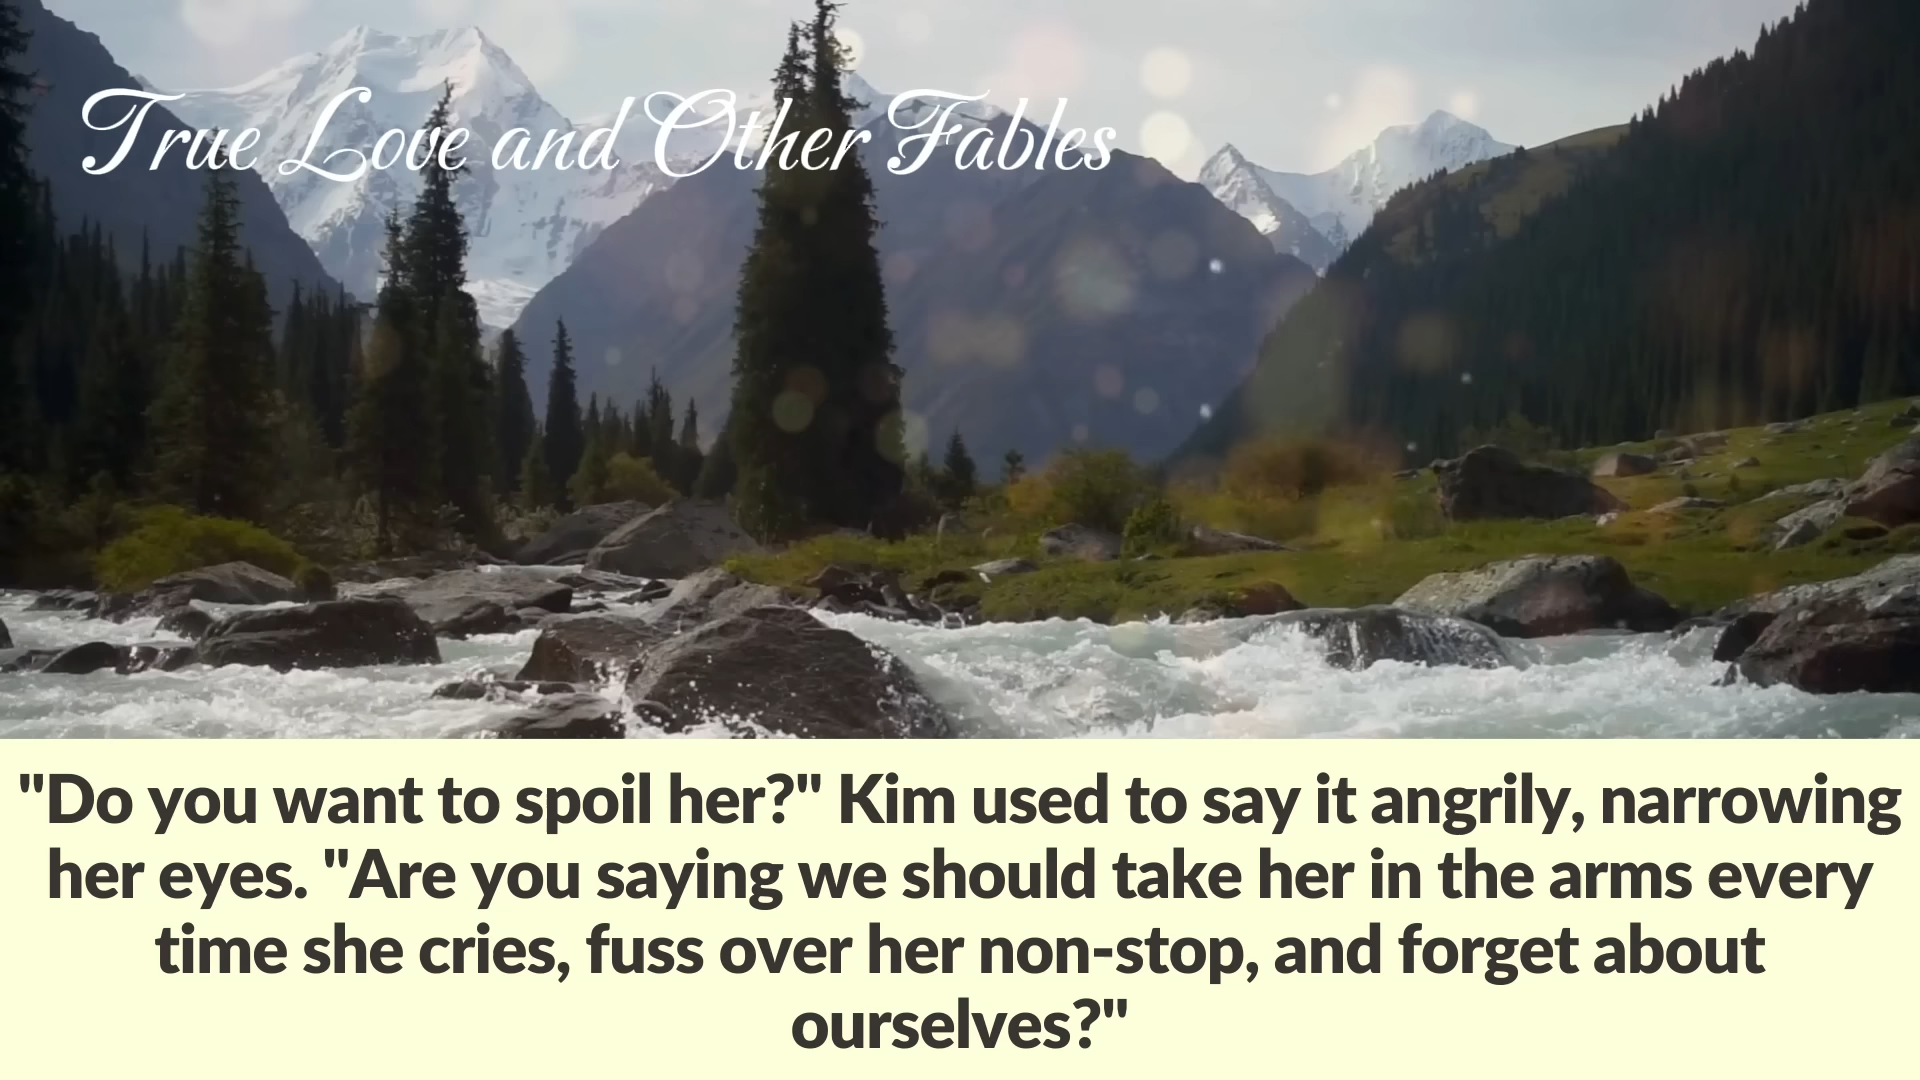 True Love and Other Fables
"Do you want to spoil her?" Kim used to say it angrily, narrowing
her eyes. "Are you saying we should take her in the arms every
time she cries, fuss over her non-stop, and forget about
ourselves?"